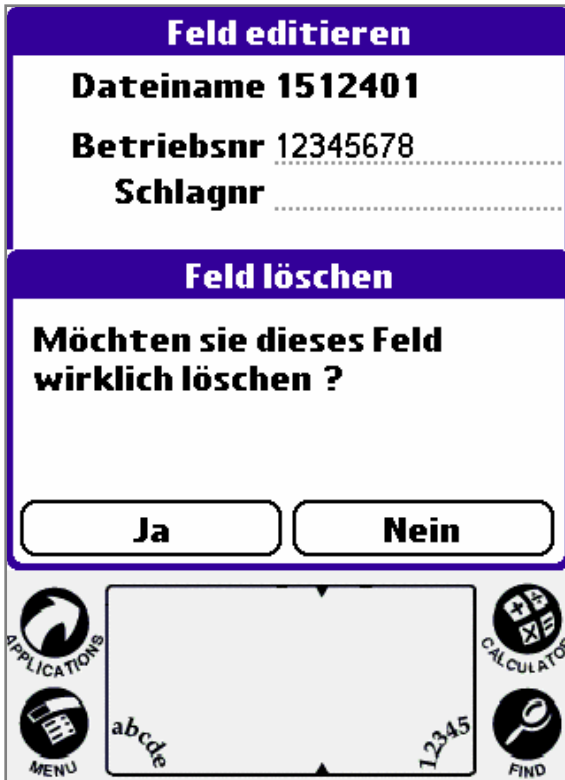 Feld editieren
Dateiname 1512401
Betriebsnr 12345678
Schlagnr
Feld löschen
Möchten sie dieses Feld
wirklich löschen ?
Ja Nein
APPLICATIONS CALCULATOR
abcde 12345
MENU FIND